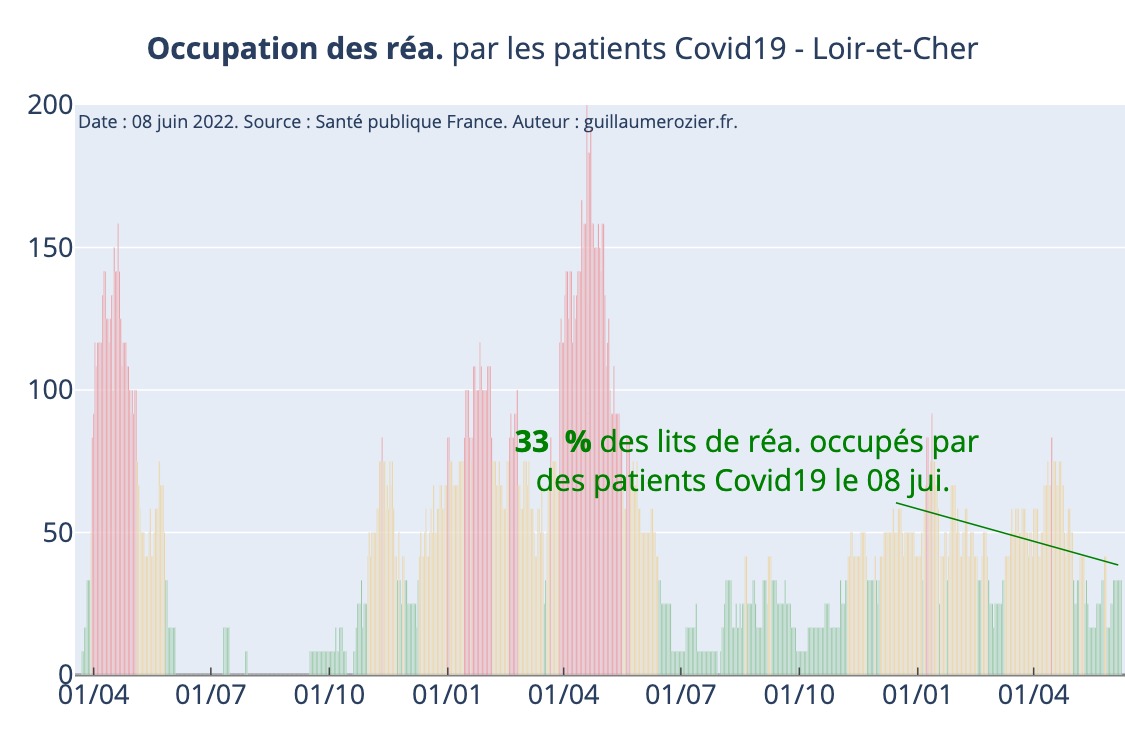 Occupation des réa. par les patients Covid19 - Loir-et-Cher
200
Date : 08 juin 2022. Source : Santé publique France. Auteur : guillaumerozier.fr.
150
100
33 % des lits de réa. occupés par
des patients Covid19 le 08 jui.
50
0
01/04 01/07 01/10 01/01 01/04 01/07 01/10 01/01 01/04